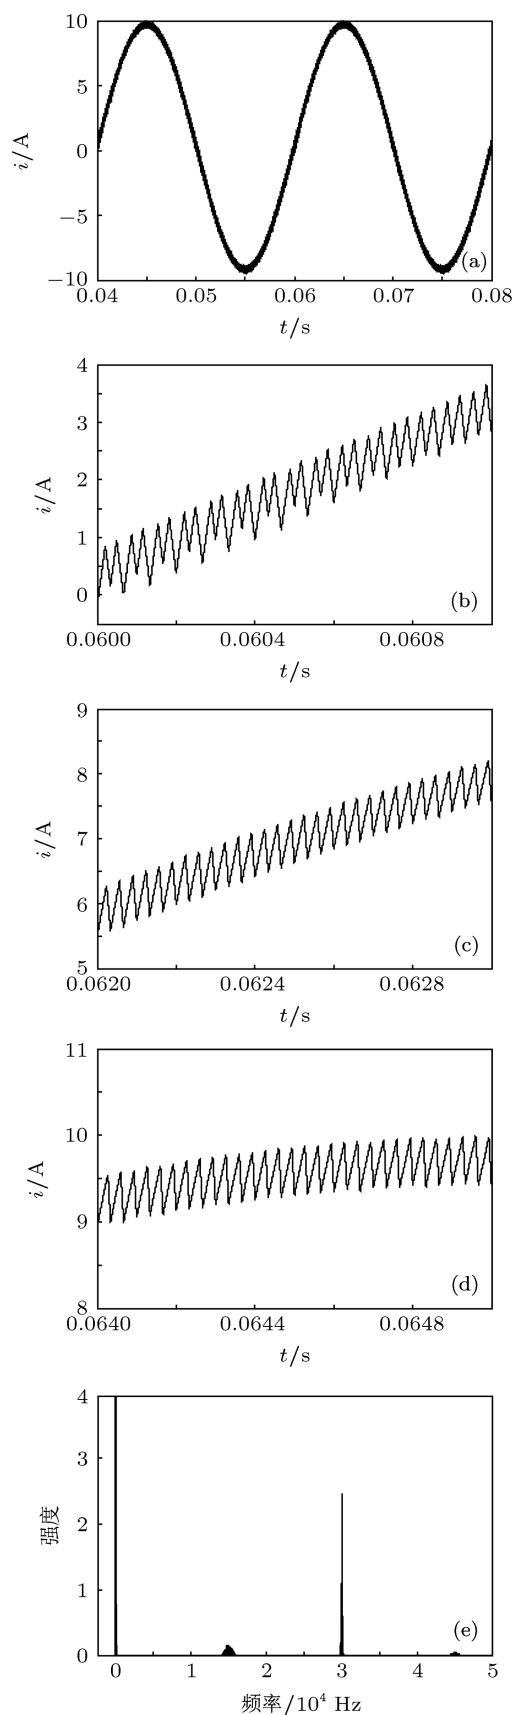 10
5
0
−5
−10
i/A
(a)
0.04 0.05 0.06 0.07 0.08
t/s
4
3
2
1
0
i/A
(b)
0.0600 0.0604 0.0608
t/s
9
8
7
6
5
i/A
(c)
0.0620 0.0624 0.0628
t/s
11
10
9
8
i/A
(d)
0.0640 0.0644 0.0648
t/s
4
3
2
1
0
强度
(e)
0 1 2 3 4 5
频率/10⁴ Hz